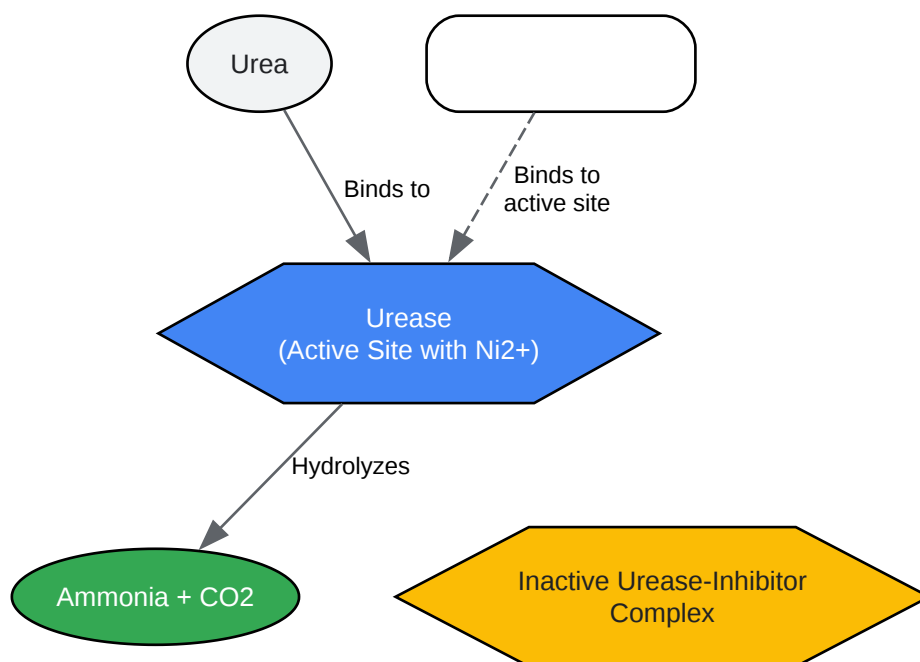 Urea
Binds to
Binds to
active site
Urease
(Active Site with Ni2+)
Hydrolyzes
Ammonia + CO2
Inactive Urease-Inhibitor
Complex